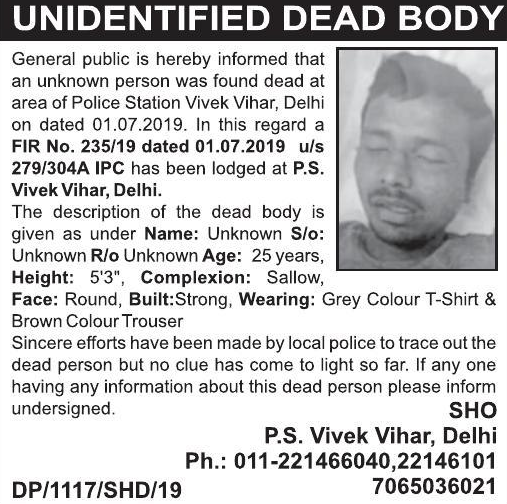 UNIDENTIFIED DEAD BODY
General public is hereby informed that
an unknown person was found dead at
area of Police Station Vivek Vihar, Delhi
on dated 01.07.2019. In this regard a
FIR No. 235/19 dated 01.07.2019 u/s
279/304A IPC has been lodged at P.S.
Vivek Vihar, Delhi.
The description of the dead body is
given as under Name: Unknown S/o:
Unknown R/o Unknown Age: 25 years,
Height: 5'3", Complexion: Sallow,
Face: Round, Built:Strong, Wearing: Grey Colour T-Shirt &
Brown Colour Trouser
Sincere efforts have been made by local police to trace out the
dead person but no clue has come to light so far. If any one
having any information about this dead person please inform
undersigned.
SHO
P.S. Vivek Vihar, Delhi
Ph.: 011-221466040,22146101
DP/1117/SHD/19 7065036021